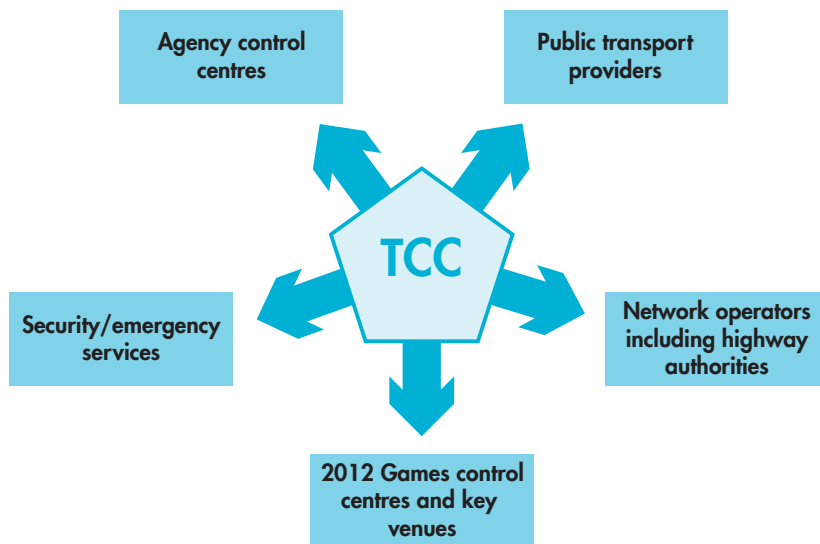 Agency control
centres
Public transport
providers
TCC
Security/emergency
services
Network operators
including highway
authorities
2012 Games control
centres and key
venues